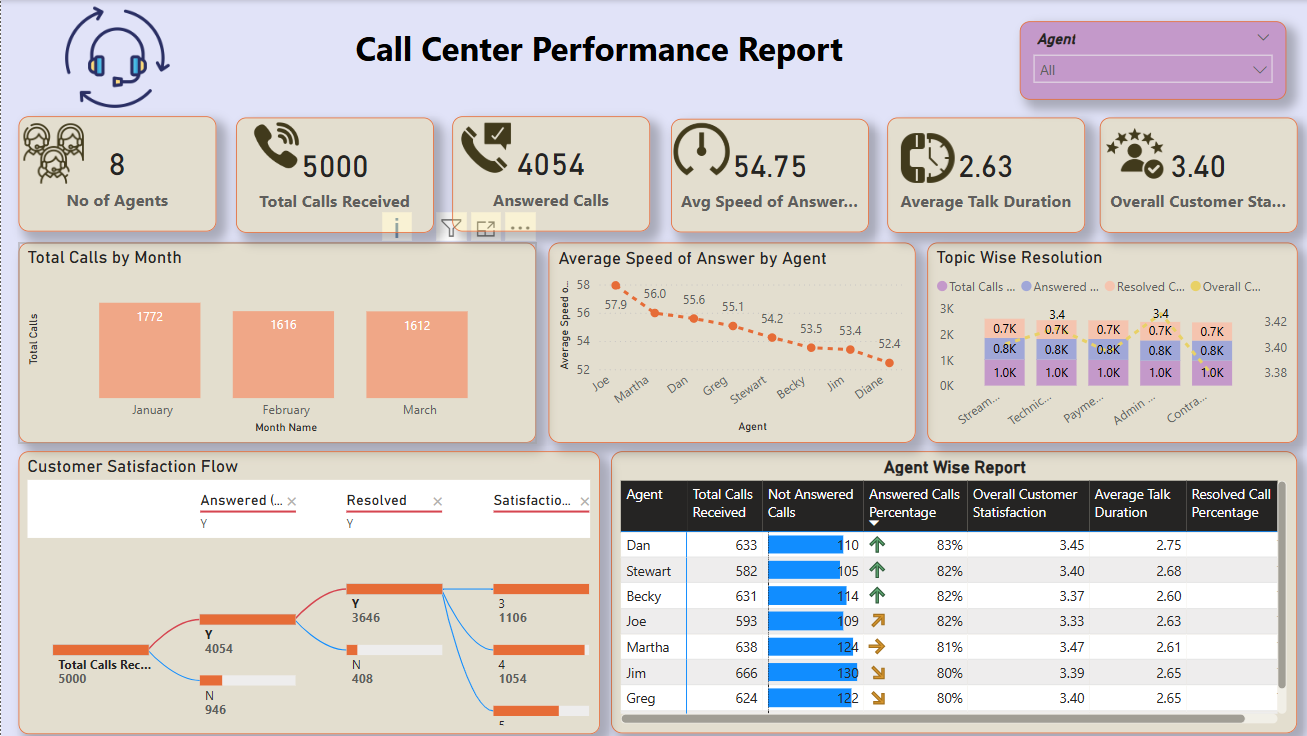 Call Center Performance Report
Agent
All
8
No of Agents
5000
Total Calls Received
4054
Answered Calls
54.75
Avg Speed of Answer...
2.63
Average Talk Duration
3.40
Overall Customer Sta...
Total Calls by Month
Total Calls
1772
1616
1612
January
February
March
Month Name
Average Speed of Answer by Agent
Average Speed o...
58
56
54
52
57.9
56.0
55.6
55.1
54.2
53.5
53.4
52.4
Joe
Martha
Dan
Greg
Stewart
Becky
Jim
Diane
Agent
Topic Wise Resolution
Total Calls ... Answered ... Resolved C... Overall C...
3K
2K
1K
0K
3.4 3.4
0.7K 0.7K 0.7K 0.7K 0.7K
0.8K 0.8K 0.8K 0.8K 0.8K
1.0K 1.0K 1.0K 1.0K 1.0K
3.42
3.40
3.38
Stream...
Technic...
Payme...
Admin ...
Contra...
Customer Satisfaction Flow
Answered (... Resolved Satisfactio...
Y Y
Total Calls Rec...
5000
Y
4054
N
946
Y
3646
N
408
3
1106
4
1054
5
Agent Wise Report
Agent Total Calls Received Not Answered Calls Answered Calls Percentage Overall Customer Satisfaction Average Talk Duration Resolved Call Percentage
Dan 633 110 83% 3.45 2.75
Stewart 582 105 82% 3.40 2.68
Becky 631 114 82% 3.37 2.60
Joe 593 109 82% 3.33 2.63
Martha 638 124 81% 3.47 2.61
Jim 666 130 80% 3.39 2.65
Greg 624 122 80% 3.40 2.65